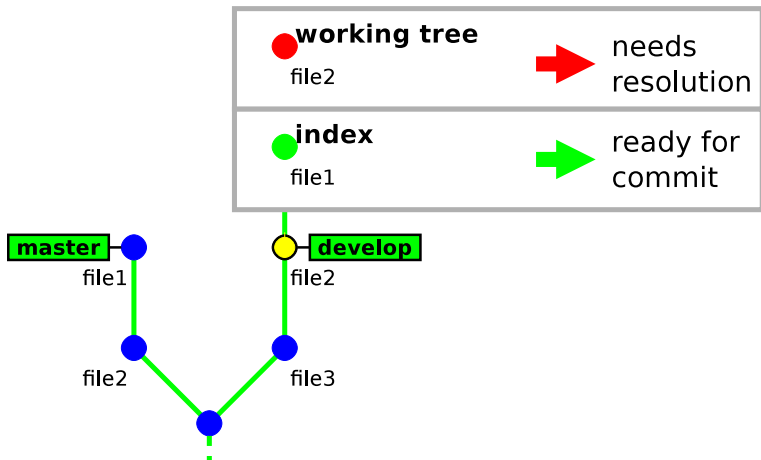 working tree
file2
needs
resolution
index
file1
ready for
commit
master
develop
file1
file2
file2
file3